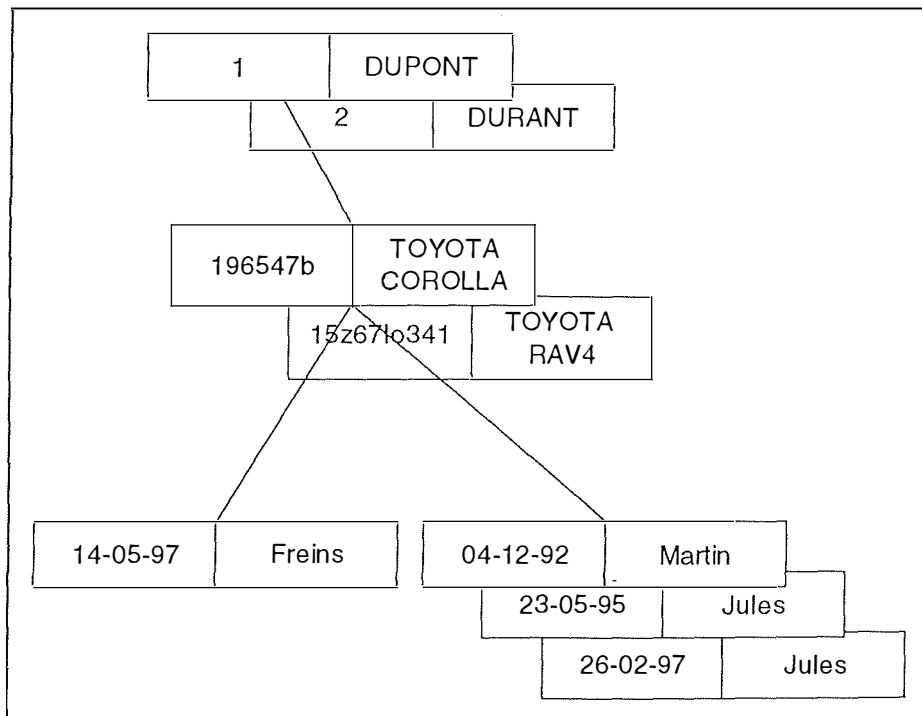 1 DUPONT
2 DURANT
196547b TOYOTA
COROLLA
15z67lo341 TOYOTA
RAV4
14-05-97 Freins 04-12-92 Martin
23-05-95 Jules
26-02-97 Jules